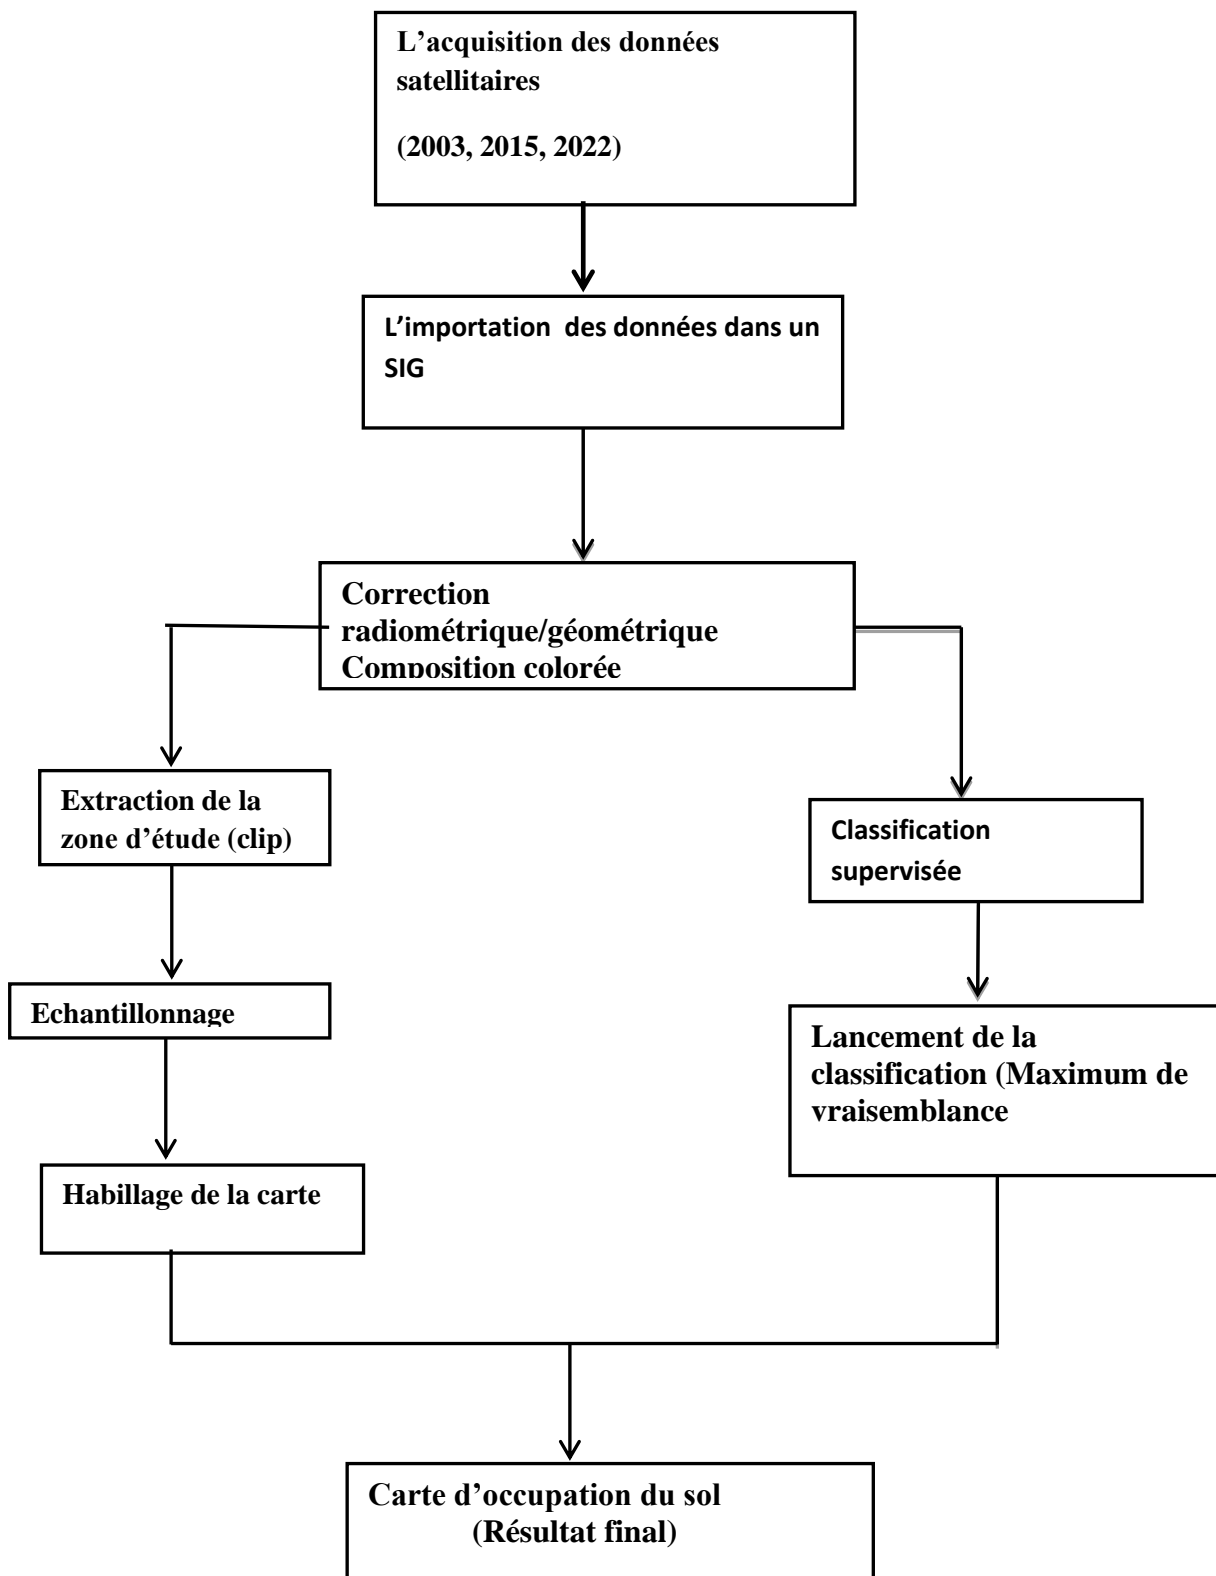 L’acquisition des données
satellitaires
(2003, 2015, 2022)
L’importation  des données dans un
SIG
Correction
radiométrique/géométrique
Composition colorée
Extraction de la
zone d’étude (clip)
Classification
supervisée
Echantillonnage
Lancement de la
classification (Maximum de
vraisemblance
Habillage de la carte
Carte d’occupation du sol
(Résultat final)